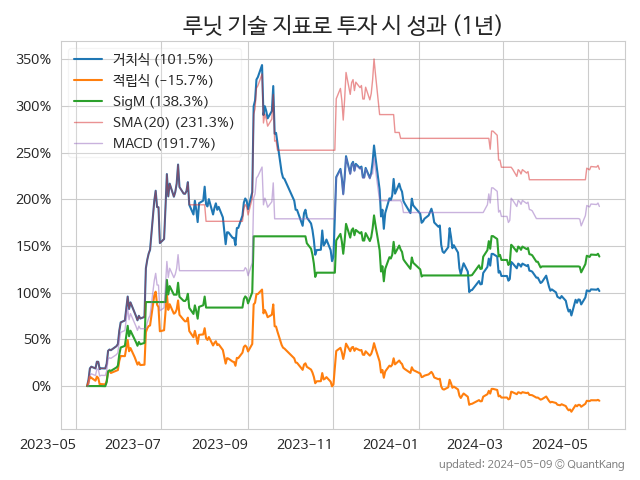 루닛 기술 지표로 투자 시 성과 (1년)
350%
300%
250%
200%
150%
100%
50%
0%
거치식 (101.5%)
적립식 (−15.7%)
SigM (138.3%)
SMA(20) (231.3%)
MACD (191.7%)
2023-05
2023-07
2023-09
2023-11
2024-01
2024-03
2024-05
updated: 2024-05-09 © QuantKang